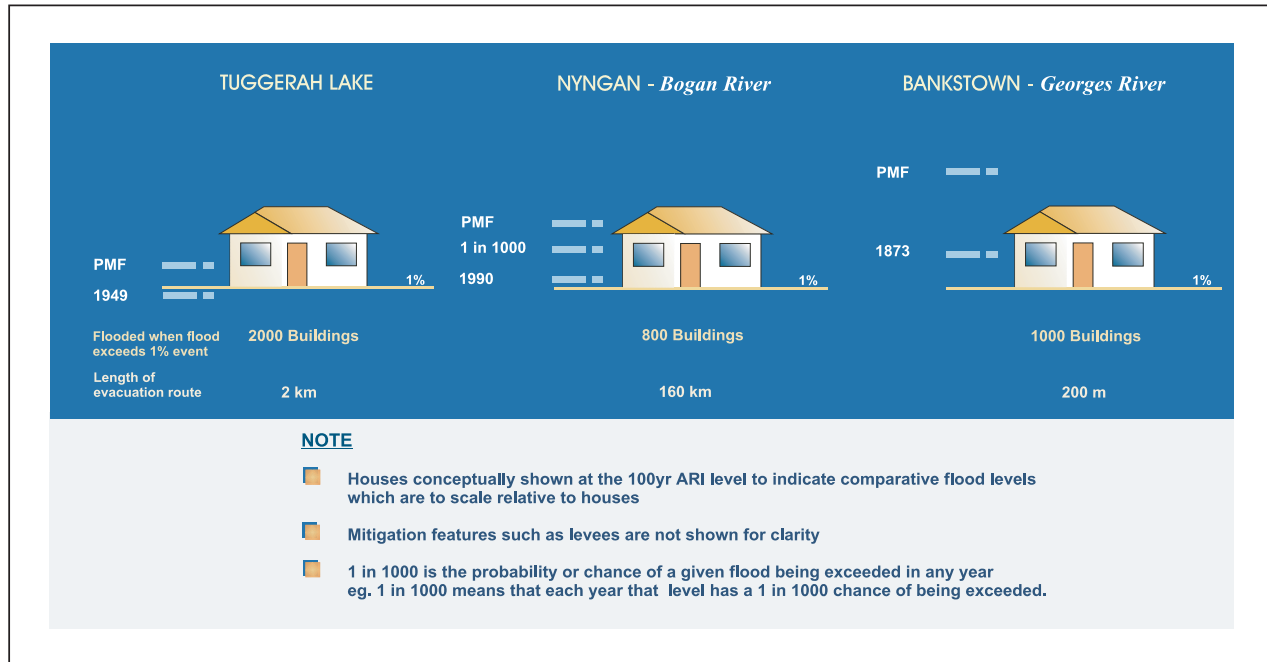 TUGGERAH LAKE
NYNGAN - Bogan River
BANKSTOWN - Georges River
PMF
1949
1%
PMF
1 in 1000
1990
1%
PMF
1873
1%
Flooded when flood
exceeds 1% event
2000 Buildings
800 Buildings
1000 Buildings
Length of
evacuation route
2 km
160 km
200 m
NOTE
Houses conceptually shown at the 100yr ARI level to indicate comparative flood levels
which are to scale relative to houses
Mitigation features such as levees are not shown for clarity
1 in 1000 is the probability or chance of a given flood being exceeded in any year
eg. 1 in 1000 means that each year that level has a 1 in 1000 chance of being exceeded.